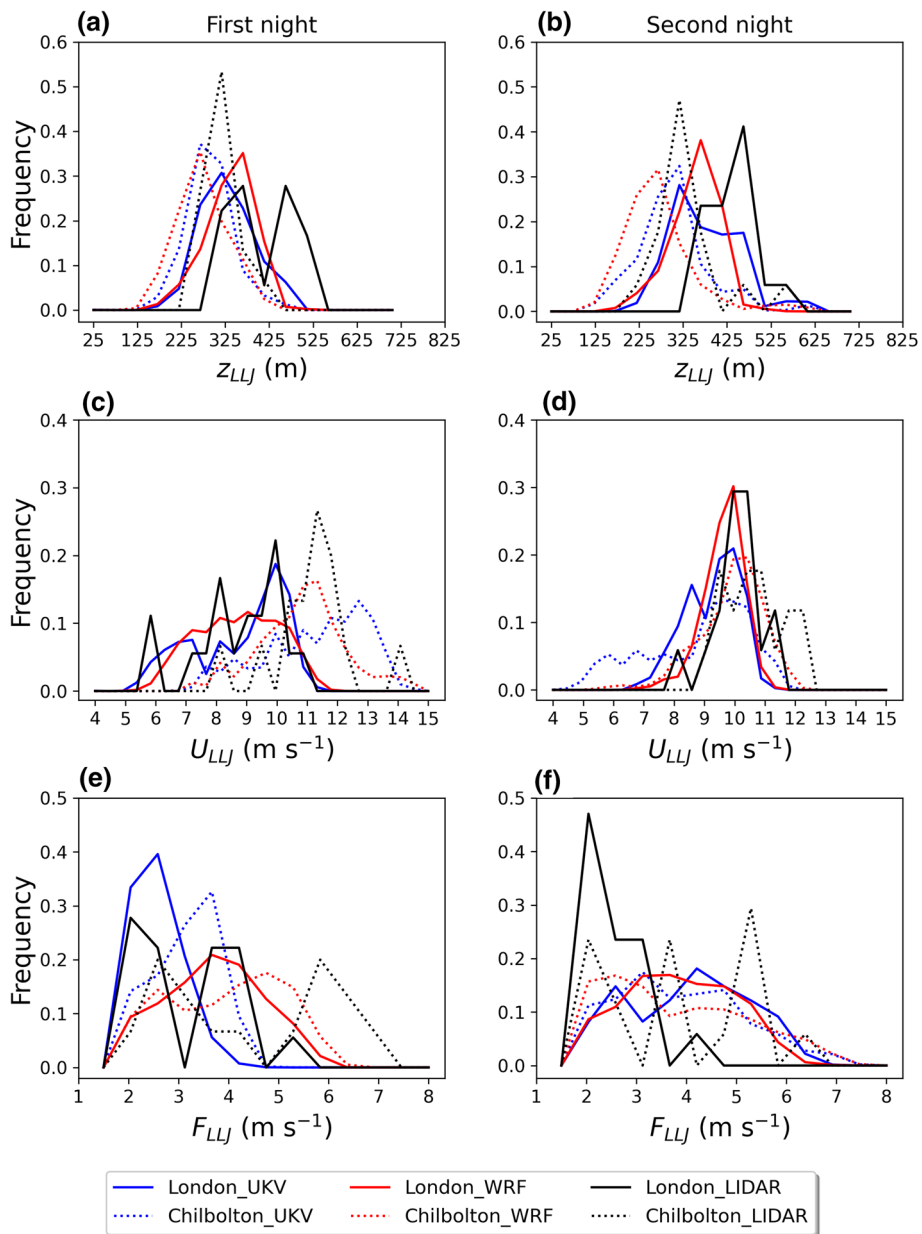 (a) First night
(b) Second night
Frequency
0.6
0.5
0.4
0.3
0.2
0.1
0.0
25 125 225 325 425 525 625 725 825
z_LLJ (m)
0.6
0.5
0.4
0.3
0.2
0.1
0.0
25 125 225 325 425 525 625 725 825
z_LLJ (m)
(c)
(d)
Frequency
0.4
0.3
0.2
0.1
0.0
4 5 6 7 8 9 10 11 12 13 14 15
U_LLJ (m s⁻¹)
0.4
0.3
0.2
0.1
0.0
4 5 6 7 8 9 10 11 12 13 14 15
U_LLJ (m s⁻¹)
(e)
(f)
Frequency
0.5
0.4
0.3
0.2
0.1
0.0
1 2 3 4 5 6 7 8
F_LLJ (m s⁻¹)
0.5
0.4
0.3
0.2
0.1
0.0
1 2 3 4 5 6 7 8
F_LLJ (m s⁻¹)
London_UKV London_WRF London_LIDAR
Chilbolton_UKV Chilbolton_WRF Chilbolton_LIDAR